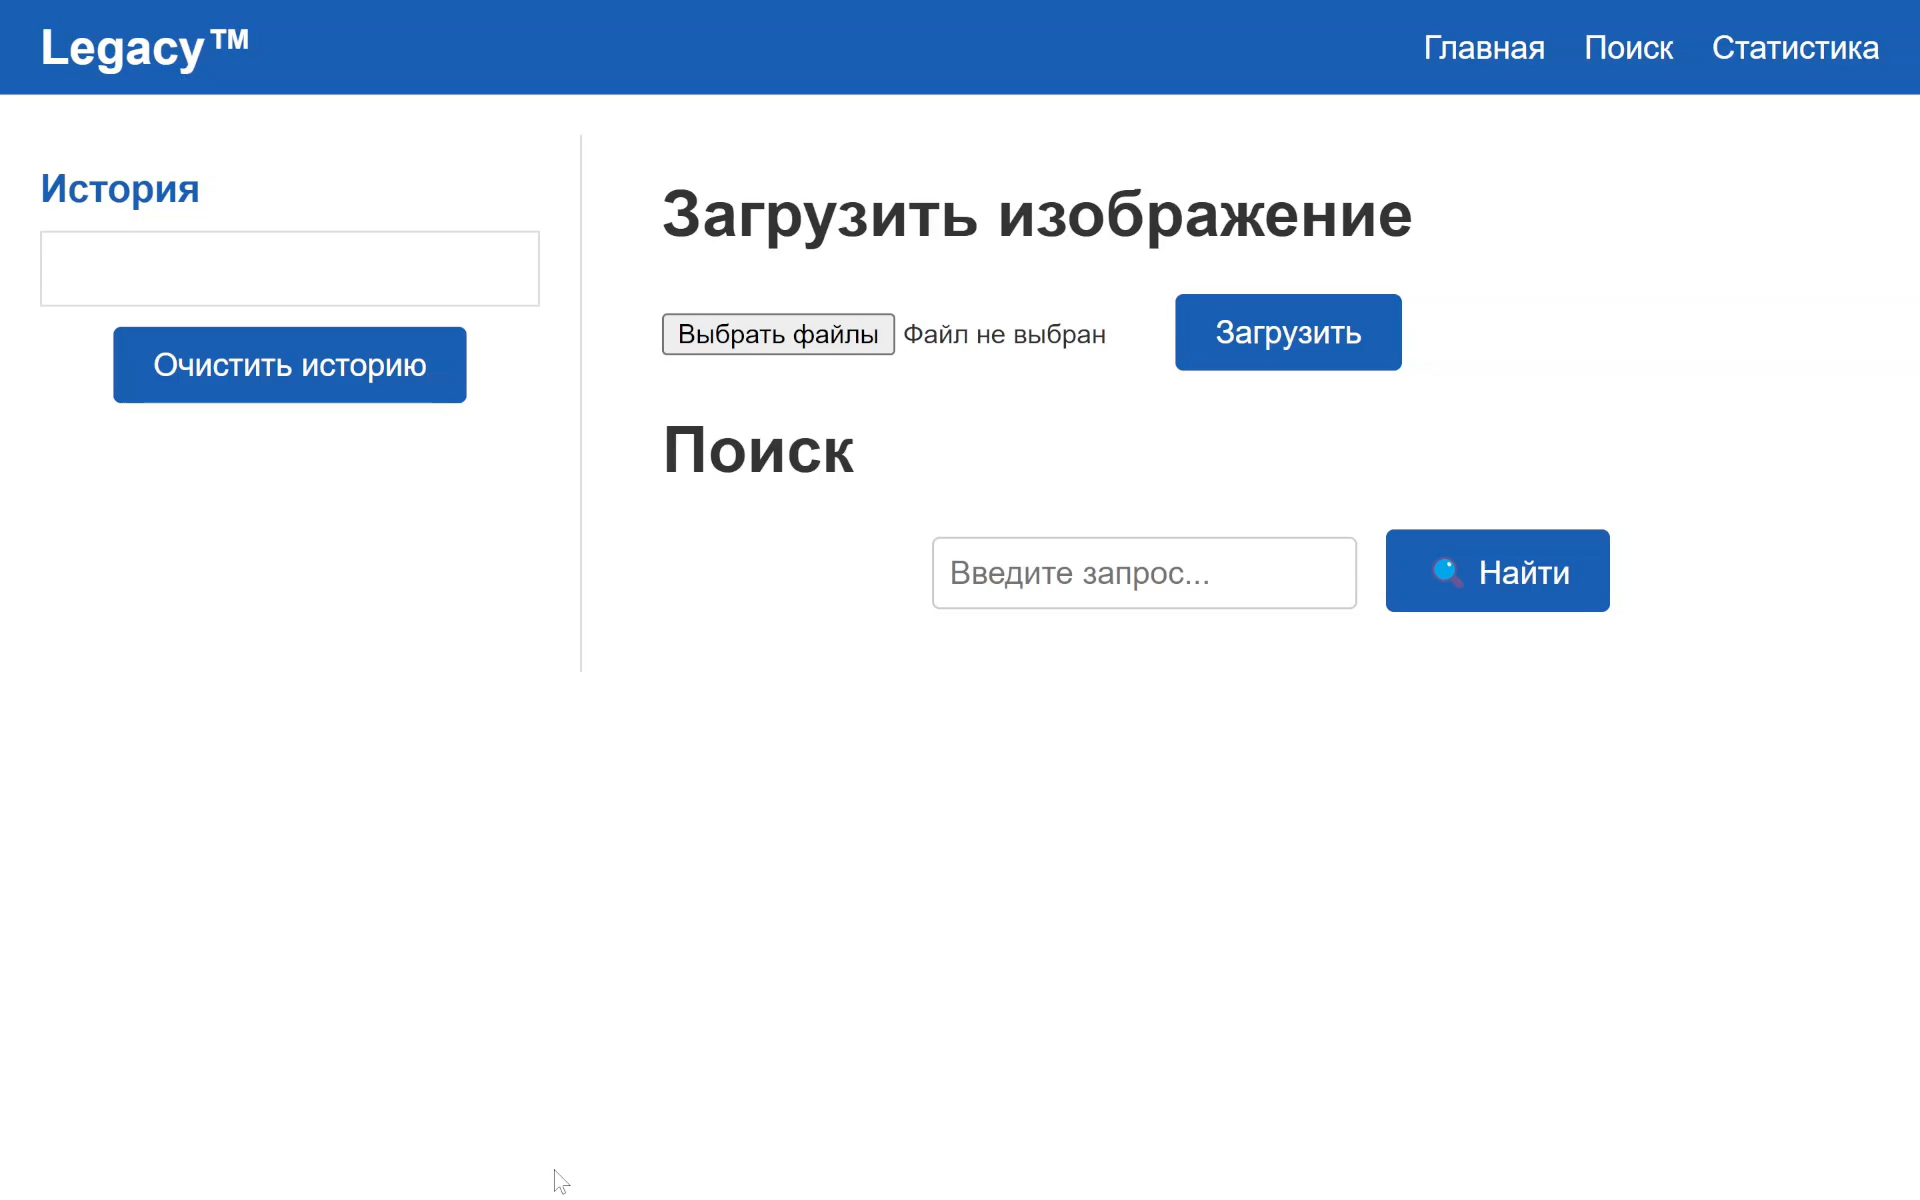 Legacy™
Главная Поиск Статистика
История
Очистить историю
Загрузить изображение
Выбрать файлы Файл не выбран Загрузить
Поиск
Введите запрос... Найти